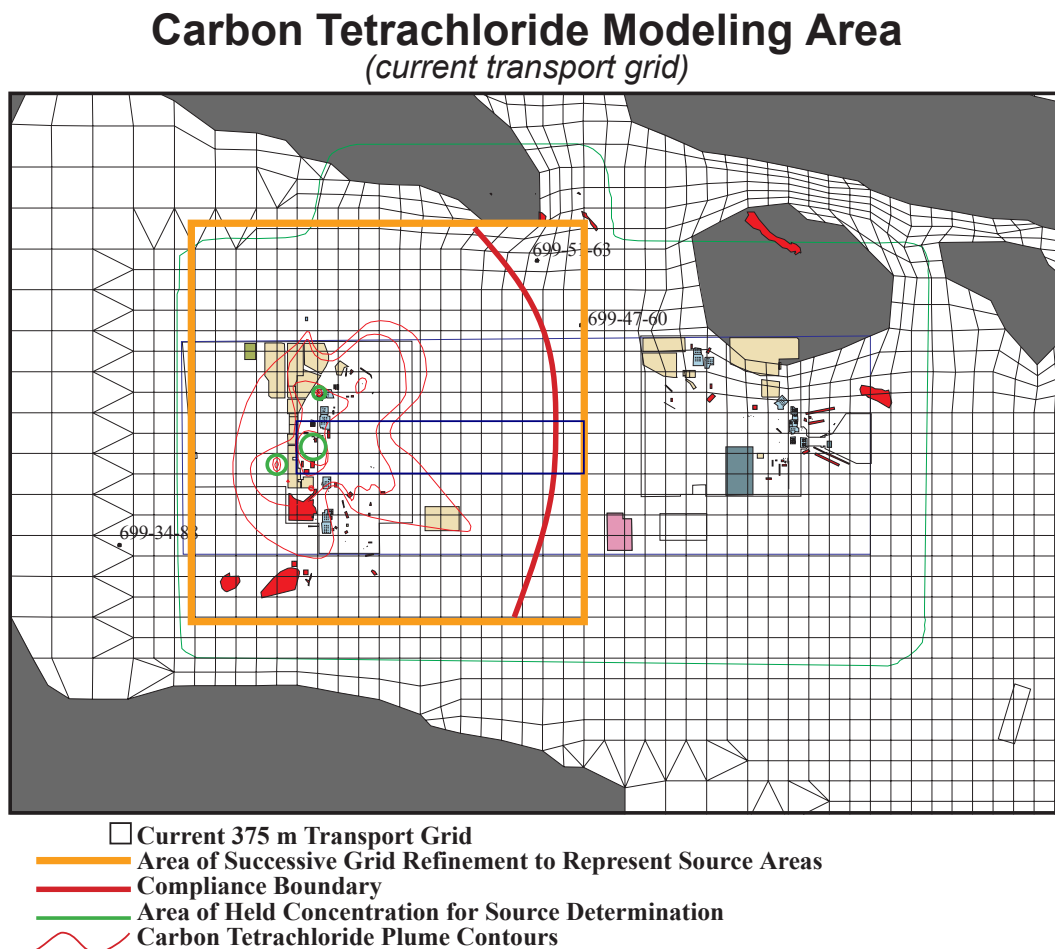 Carbon Tetrachloride Modeling Area
(current transport grid)
699-51-63
699-47-60
699-34-88
Current 375 m Transport Grid
Area of Successive Grid Refinement to Represent Source Areas
Compliance Boundary
Area of Held Concentration for Source Determination
Carbon Tetrachloride Plume Contours